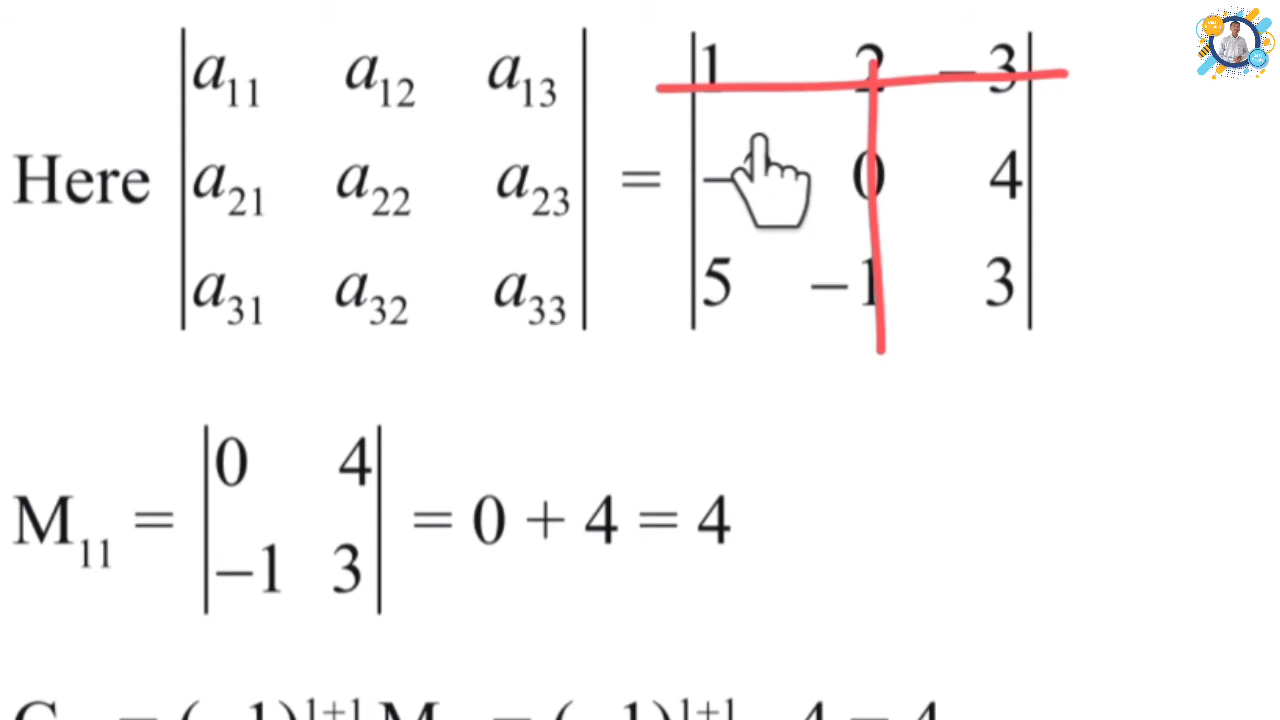 Here | a₁₁ a₁₂ a₁₃ | = | 1 2 −3 |
| a₂₁ a₂₂ a₂₃ | | − 0 4 |
| a₃₁ a₃₂ a₃₃ | | 5 −1 3 |
M₁₁ = | 0 4 | = 0 + 4 = 4
| −1 3 |